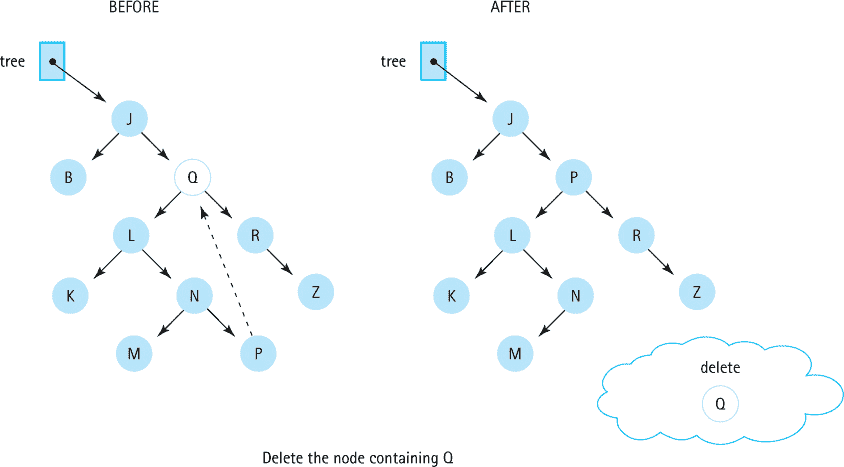 BEFORE
AFTER
tree
tree
J
J
B
Q
B
P
L
R
L
R
K
N
Z
K
N
Z
M
P
M
delete
Q
Delete the node containing Q